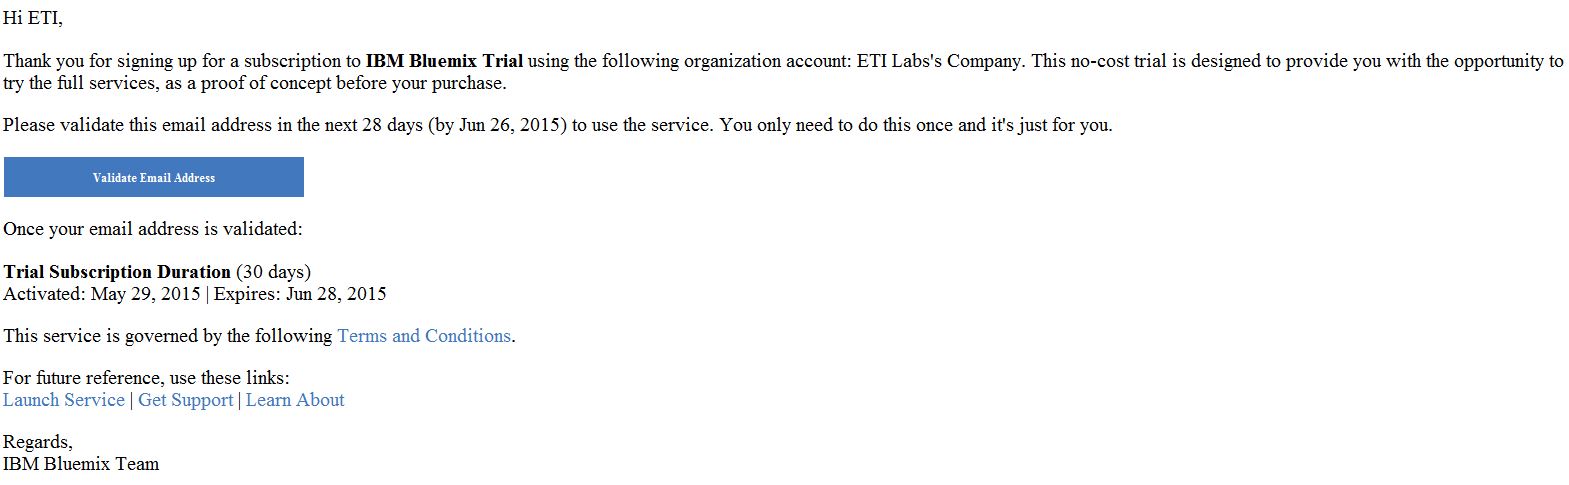 Hi ETI,
Thank you for signing up for a subscription to IBM Bluemix Trial using the following organization account: ETI Labs's Company. This no-cost trial is designed to provide you with the opportunity to
try the full services, as a proof of concept before your purchase.
Please validate this email address in the next 28 days (by Jun 26, 2015) to use the service. You only need to do this once and it's just for you.
Validate Email Address
Once your email address is validated:
Trial Subscription Duration (30 days)
Activated: May 29, 2015 | Expires: Jun 28, 2015
This service is governed by the following Terms and Conditions.
For future reference, use these links:
Launch Service | Get Support | Learn About
Regards,
IBM Bluemix Team